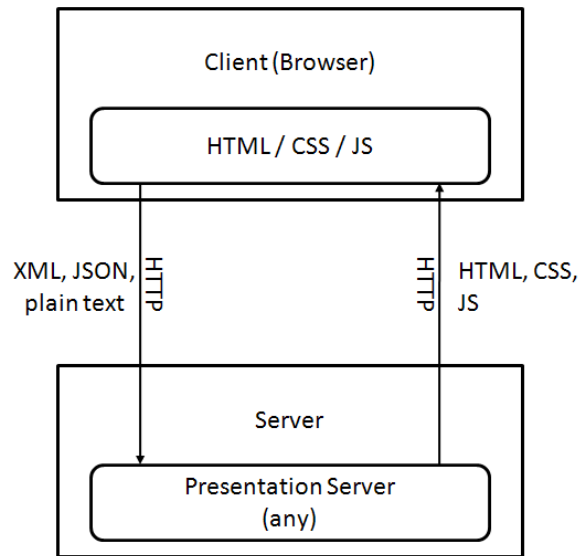 Client (Browser)
HTML / CSS / JS
XML, JSON,
plain text
HTTP
HTTP
HTML, CSS,
JS
Server
Presentation Server
(any)